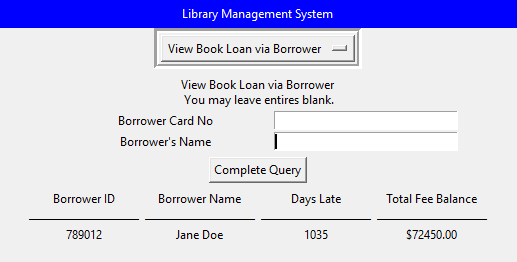 Library Management System
View Book Loan via Borrower
View Book Loan via Borrower
You may leave entires blank.
Borrower Card No
Borrower's Name
Complete Query
Borrower ID Borrower Name Days Late Total Fee Balance
789012 Jane Doe 1035 $72450.00